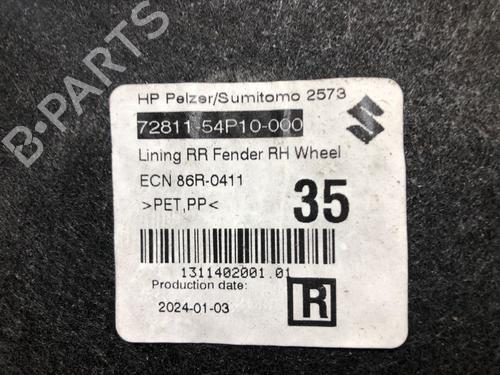 B-PARTS
HP Pelzer/Sumitomo 2573
72811-54P10-000
Lining RR Fender RH Wheel
ECN 86R-0411
>PET,PP<
35
1311402001.01
Production date:
2024-01-03
R